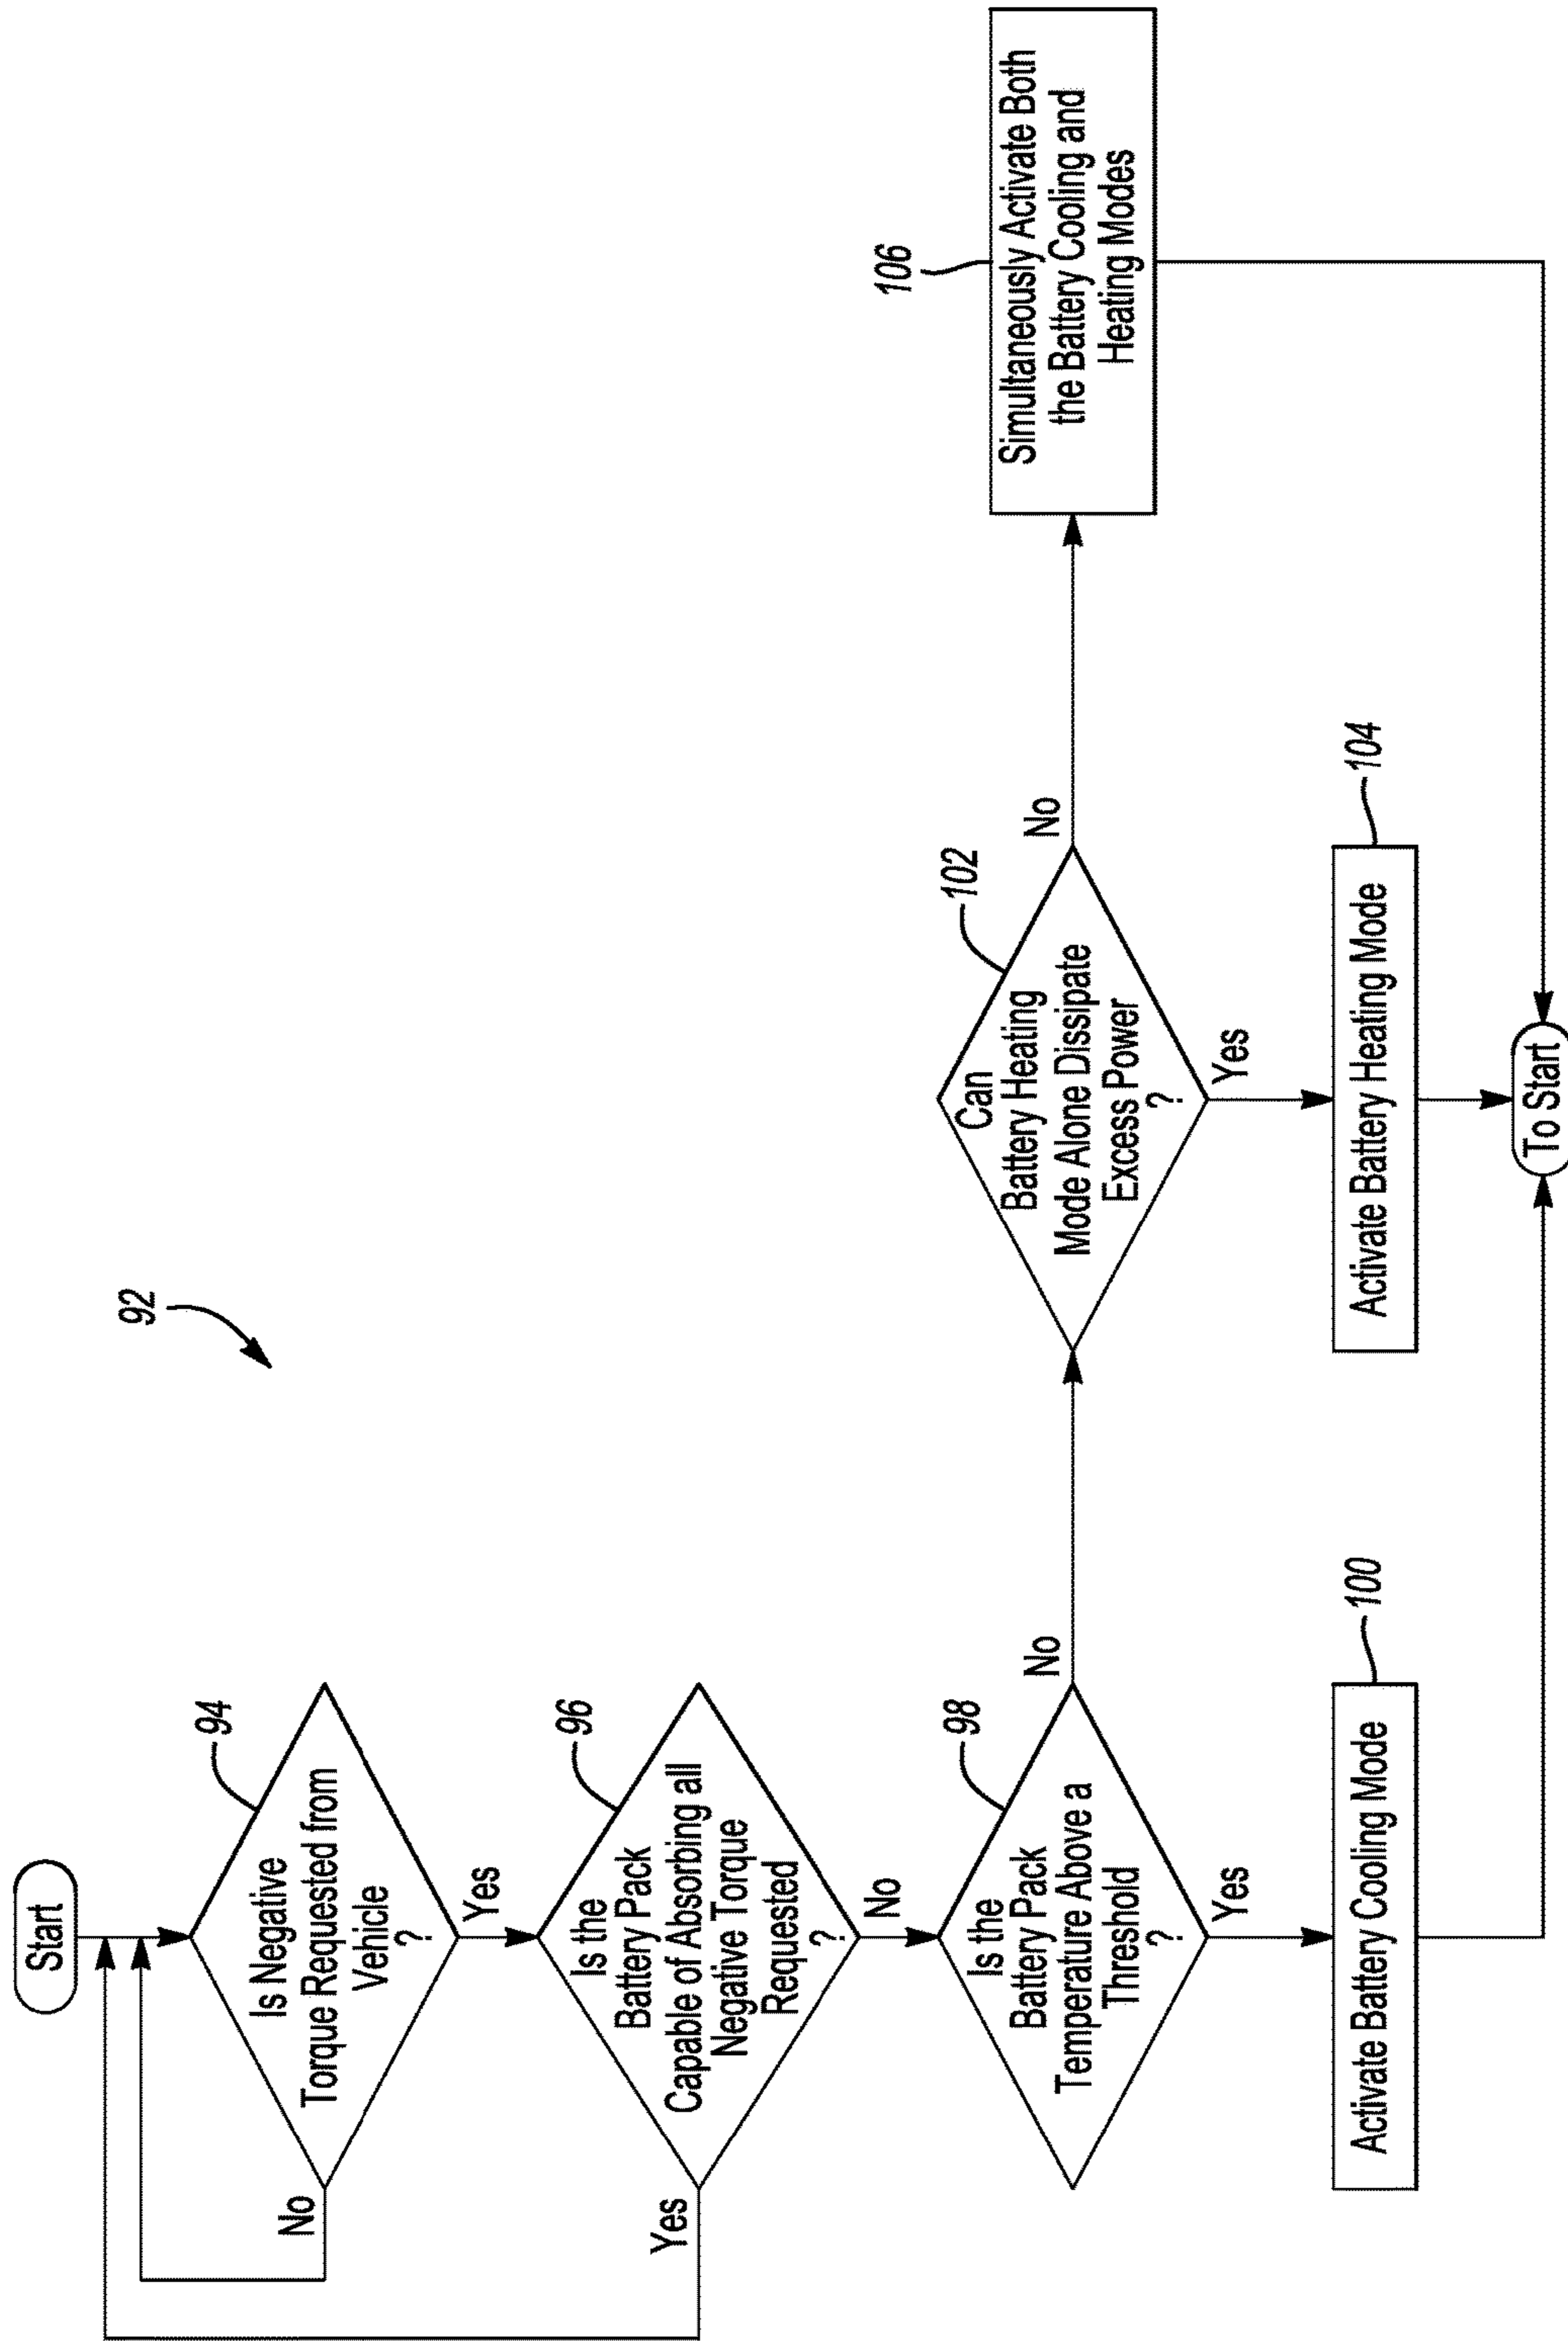 92
Start
94
Is Negative
Torque Requested from
Vehicle
?
No
Yes
96
Is the
Battery Pack
Capable of Absorbing all
Negative Torque
Requested
?
Yes
No
98
Is the
Battery Pack
Temperature Above a
Threshold
?
No
Yes
100
Activate Battery Cooling Mode
102
Can
Battery Heating
Mode Alone Dissipate
Excess Power
?
No
Yes
104
Activate Battery Heating Mode
106
Simultaneously Activate Both
the Battery Cooling and
Heating Modes
To Start